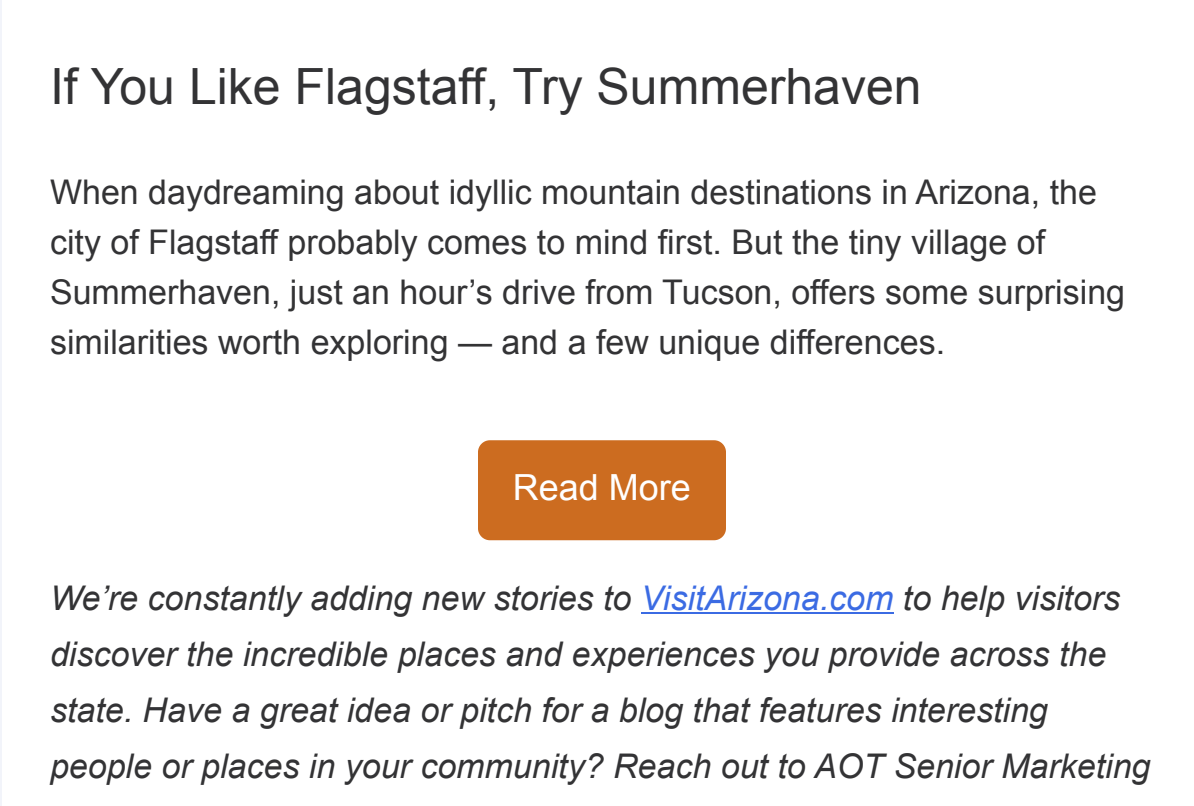 If You Like Flagstaff, Try Summerhaven
When daydreaming about idyllic mountain destinations in Arizona, the
city of Flagstaff probably comes to mind first. But the tiny village of
Summerhaven, just an hour’s drive from Tucson, offers some surprising
similarities worth exploring — and a few unique differences.
Read More
We’re constantly adding new stories to VisitArizona.com to help visitors
discover the incredible places and experiences you provide across the
state. Have a great idea or pitch for a blog that features interesting
people or places in your community? Reach out to AOT Senior Marketing